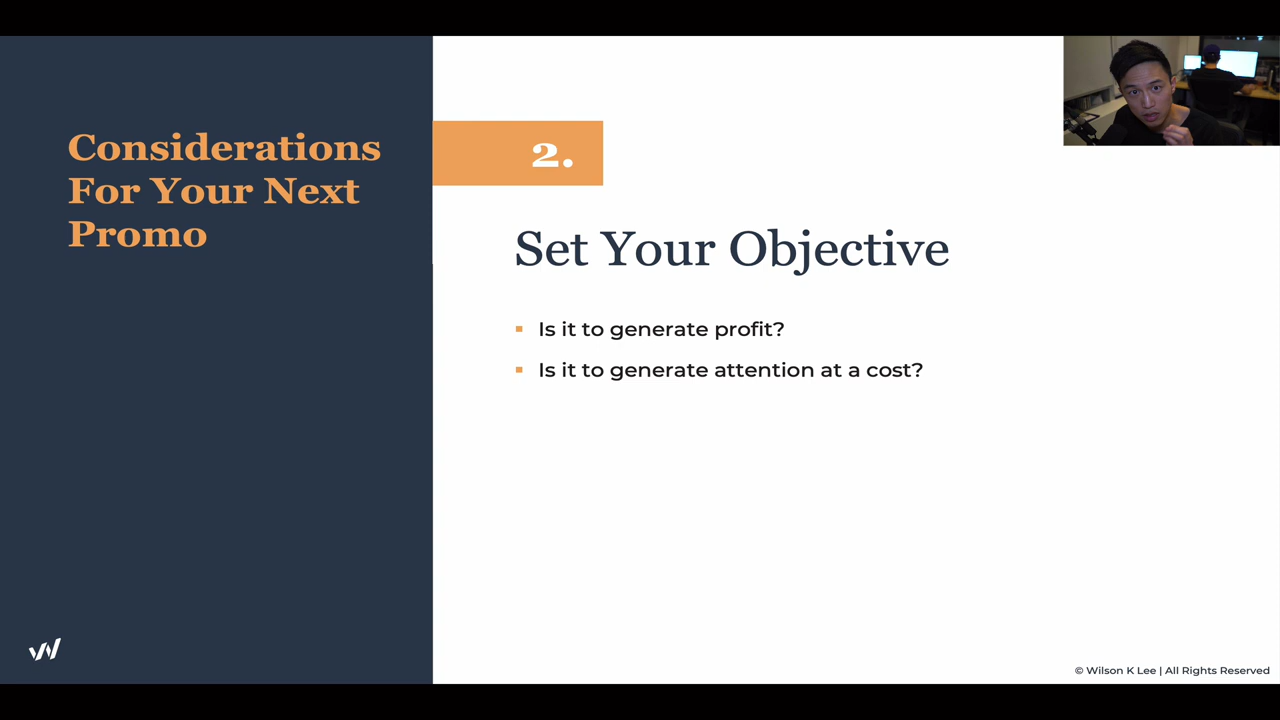 Considerations
For Your Next
Promo
2.
Set Your Objective
Is it to generate profit?
Is it to generate attention at a cost?
© Wilson K Lee | All Rights Reserved